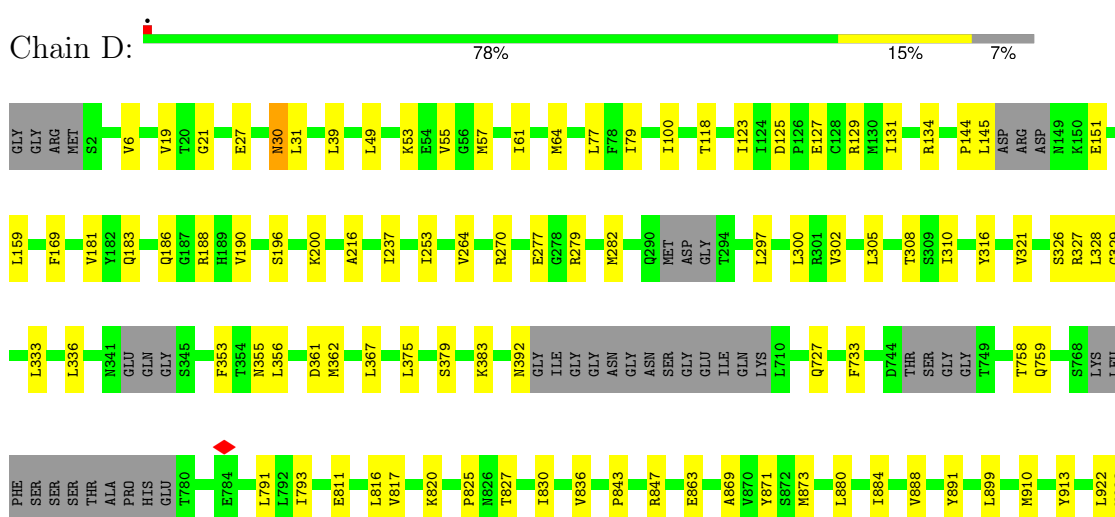 Chain D:
78% 15% 7%
GLY GLY ARG MET S2 V6 V19 T20 G21 E27 N30 L31 L39 L49 K53 E54 V55 G56 M57 I61 M64 L77 F78 I79 I100 T118 I123 I124 D125 P126 E127 C128 R129 M130 I131 R134 P144 L145 ASP ARG ASP N149 K150 E151
L159 F169 V181 Y182 Q183 Q186 G187 R188 H189 V190 S196 K200 A216 I237 I253 V264 R270 E277 G278 R279 M282 Q290 MET ASP GLY T294 L297 L300 R301 V302 L305 T308 S309 I310 Y316 V321 S326 R327 L328
L333 L336 N341 GLU GLN GLY S345 F353 T354 N355 L356 D361 M362 L367 L375 S379 K383 N392 GLY ILE GLY GLY ASN GLY ASN SER GLY GLU ILE GLN LYS L710 Q727 F733 D744 THR SER GLY GLY T749 T758 Q759 S768 LYS LEU
PHE SER SER SER THR ALA PRO HIS GLU T780 E784 L791 L792 I793 E811 L816 V817 K820 P825 N826 T827 I830 V836 P843 R847 E863 A869 V870 Y871 S872 M873 L880 I884 V888 Y891 L899 M910 Y913 L922